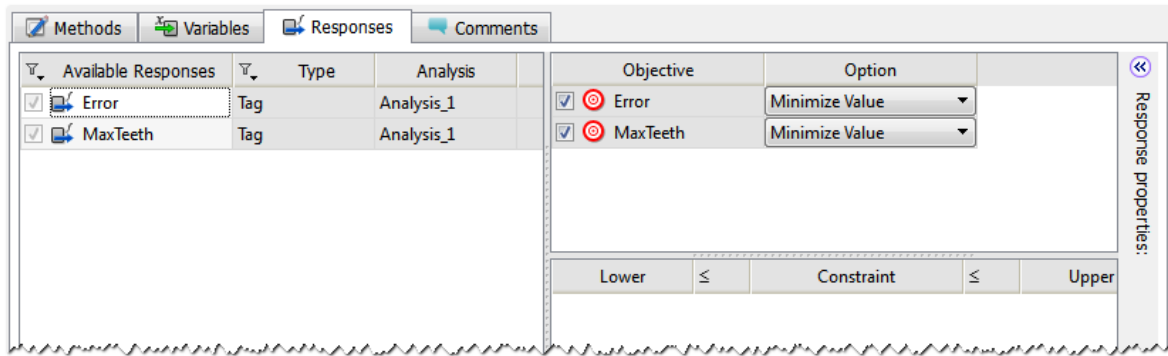 Methods Variables Responses Comments
Available Responses Type Analysis
Error Tag Analysis_1
MaxTeeth Tag Analysis_1
Objective Option
Error Minimize Value
MaxTeeth Minimize Value
Lower ≤ Constraint ≤ Upper
Response properties: